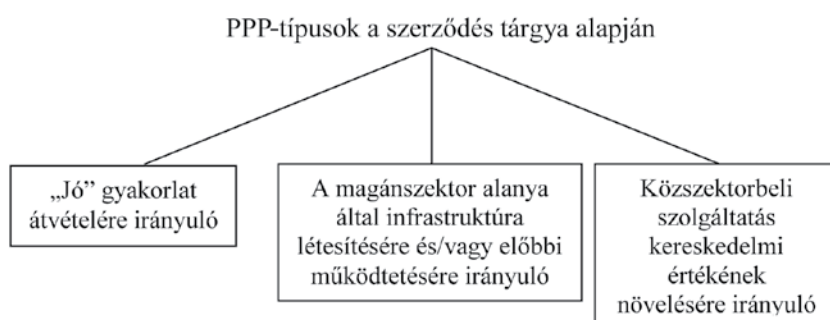 PPP-típusok a szerződés tárgya alapján
„Jó” gyakorlat
átvételére irányuló
A magánszektor alanya
által infrastruktúra
létesítésére és/vagy előbbi
működtetésére irányuló
Közszektorbeli
szolgáltatás
kereskedelmi
értékének
növelésére irányuló